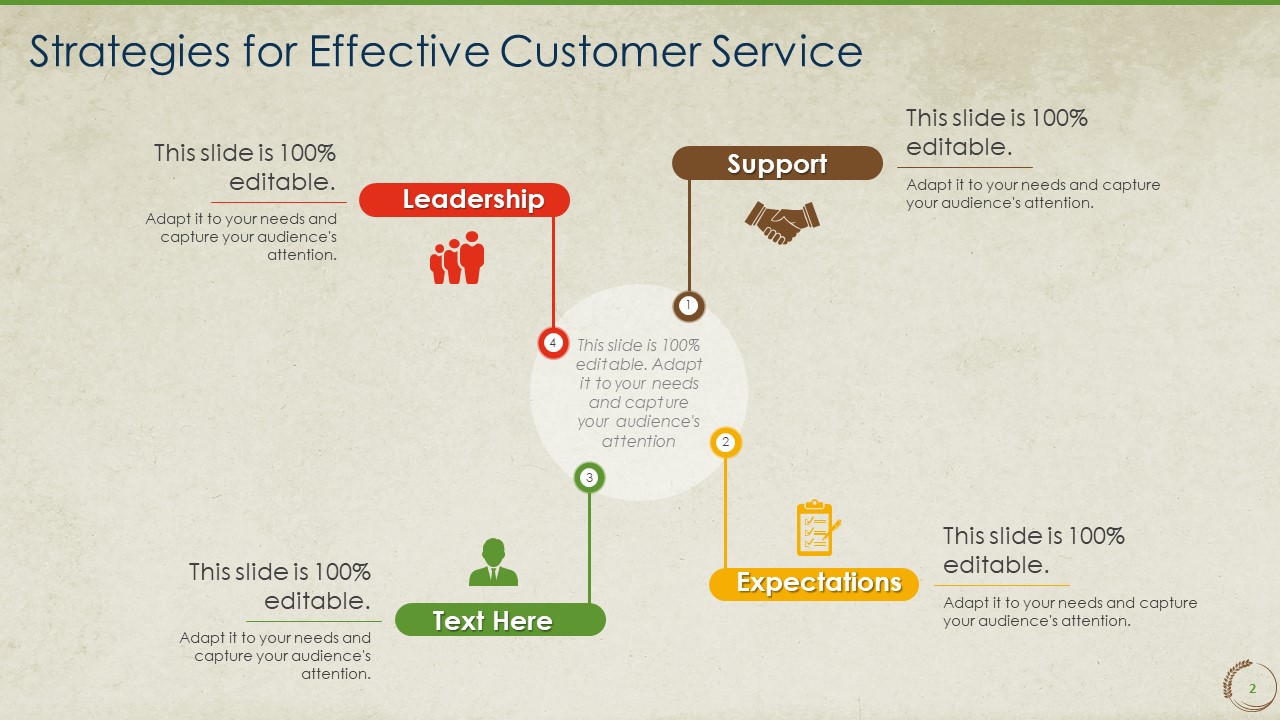 Strategies for Effective Customer Service
This slide is 100%
editable.
Adapt it to your needs and
capture your audience's
attention.
Leadership
4
Support
1
This slide is 100%
editable.
Adapt it to your needs and capture
your audience's attention.
This slide is 100%
editable. Adapt
it to your needs
and capture
your audience's
attention
2
Expectations
This slide is 100%
editable.
Adapt it to your needs and capture
your audience's attention.
3
Text Here
This slide is 100%
editable.
Adapt it to your needs and
capture your audience's
attention.
2